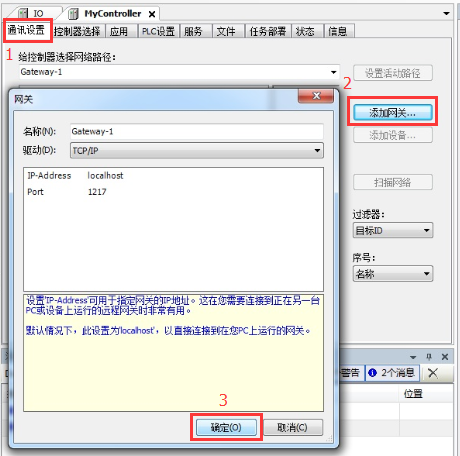 IO MyController
通讯设置 控制器选择 应用 PLC设置 服务 文件 任务部署 状态 信息
1 给控制器选择网络路径:
Gateway-1
设置活动路径
2
添加网关...
添加设备...
扫描网络
过滤器:
目标ID
序号:
名称
网关
名称(N): Gateway-1
驱动(D): TCP/IP
IP-Address localhost
Port 1217
设置'IP-Address'可用于指定网关的IP地址。这在您需要连接到正在另一台
PC或设备上运行的远程网关时非常有用。
默认情况下，此设置为'localhost'，以直接连接到在您PC上运行的网关。
3
确定(O) 取消(C)
警告 2个消息
位置